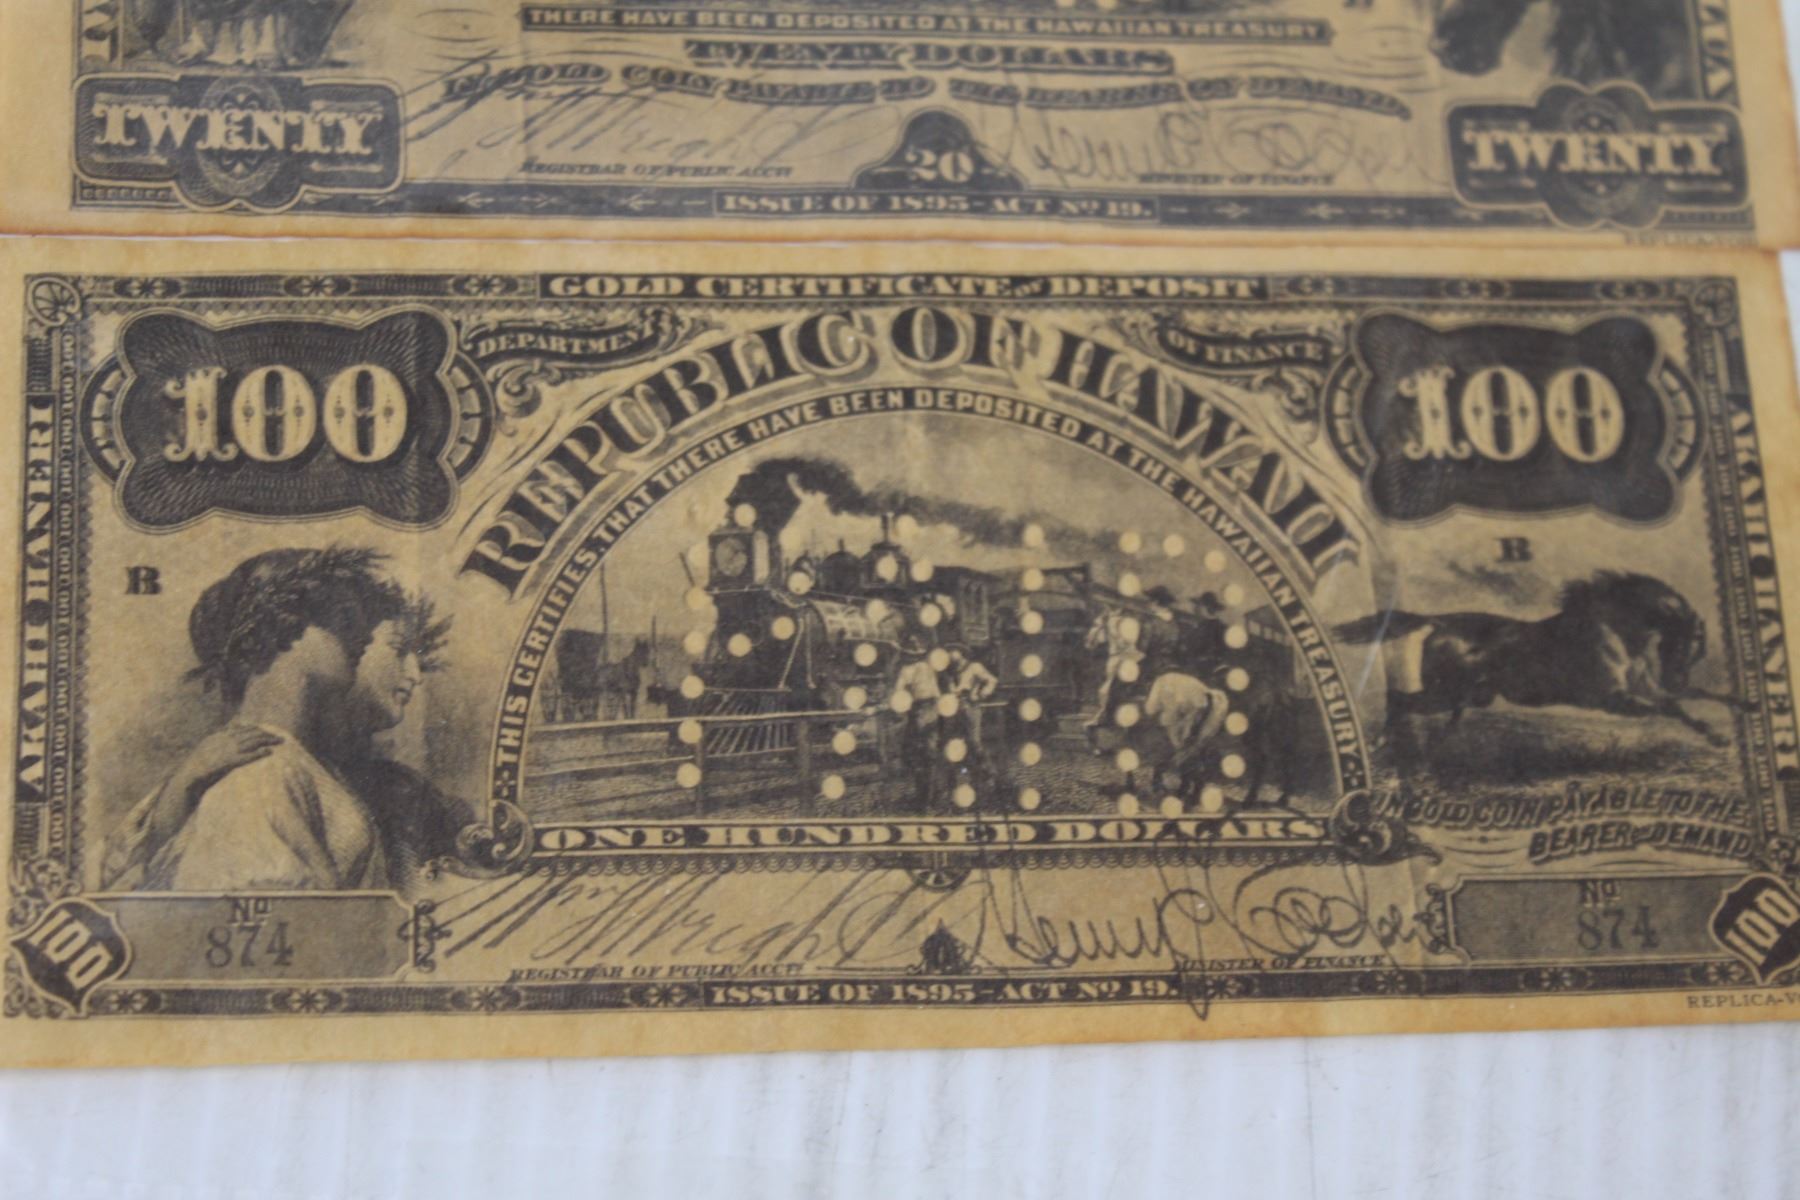 THERE HAVE BEEN DEPOSITED AT THE HAWAIIAN TREASURY
TWENTY DOLLARS
IN GOLD COIN PAYABLE TO THE BEARER ON DEMAND
TWENTY
TWENTY
REGISTRAR OF PUBLIC ACCTS
20
MINISTER OF FINANCE
ISSUE OF 1895-ACT No 19.
GOLD CERTIFICATE OF DEPOSIT
DEPARTMENT
OF FINANCE
100
REPUBLIC OF HAWAII
100
THIS CERTIFIES, THAT THERE HAVE BEEN DEPOSITED AT THE HAWAIIAN TREASURY
AKAHI HANERI
AKAHI HANERI
B
B
ONE HUNDRED DOLLARS
IN GOLD COIN PAYABLE TO THE
BEARER ON DEMAND
No
874
No
874
100
100
REGISTRAR OF PUBLIC ACCTS
MINISTER OF FINANCE
ISSUE OF 1895-ACT No 19.
REPLICA